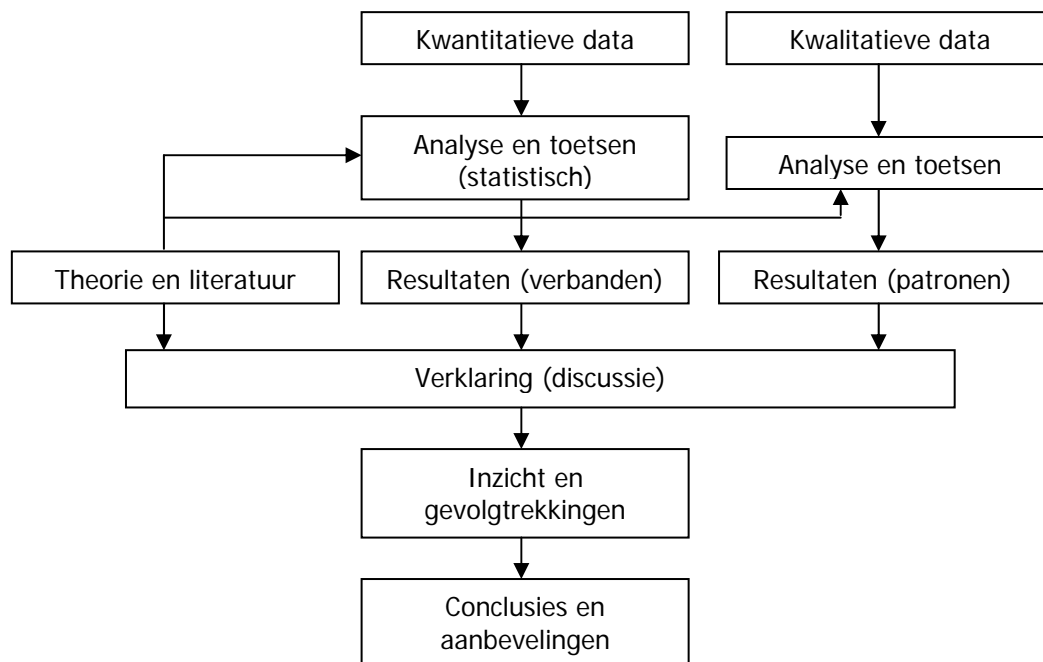 Kwantitatieve data
Kwalitatieve data
Analyse en toetsen
(statistisch)
Analyse en toetsen
Theorie en literatuur
Resultaten (verbanden)
Resultaten (patronen)
Verklaring (discussie)
Inzicht en
gevolgtrekkingen
Conclusies en
aanbevelingen